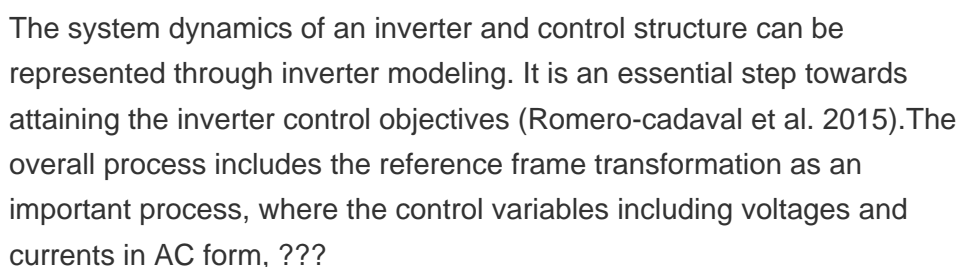 The system dynamics of an inverter and control structure can be
represented through inverter modeling. It is an essential step towards
attaining the inverter control objectives (Romero-cadaval et al. 2015).The
overall process includes the reference frame transformation as an
important process, where the control variables including voltages and
currents in AC form, ???